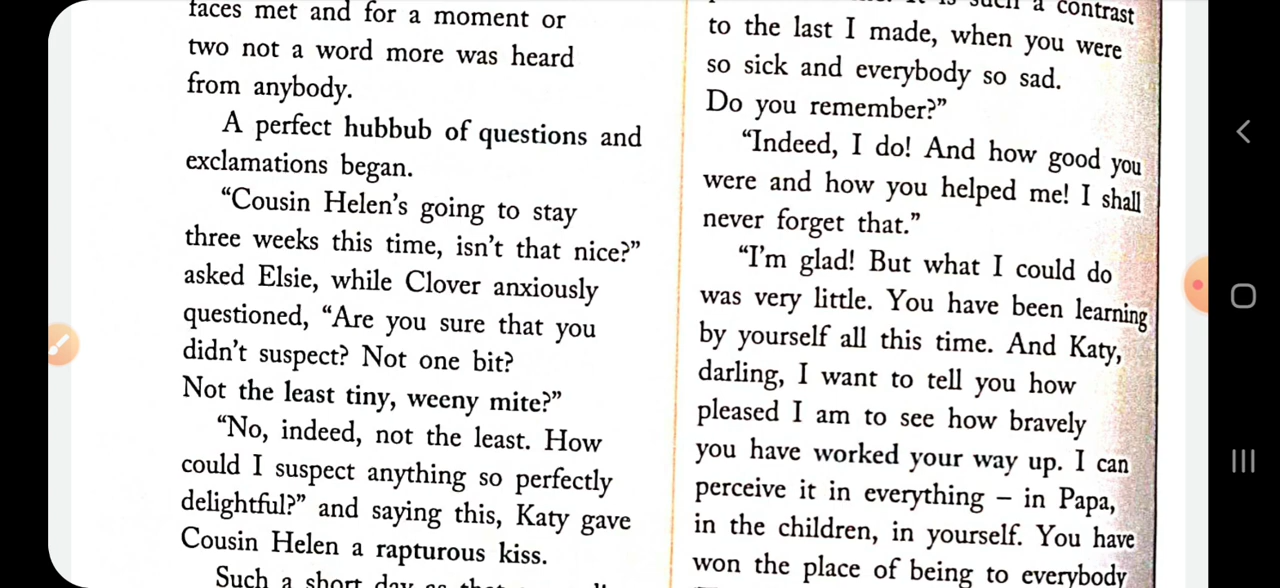 faces met and for a moment or
two not a word more was heard
from anybody.
A perfect hubbub of questions and
exclamations began.
“Cousin Helen’s going to stay
three weeks this time, isn’t that nice?”
asked Elsie, while Clover anxiously
questioned, “Are you sure that you
didn’t suspect? Not one bit?
Not the least tiny, weeny mite?”
“No, indeed, not the least. How
could I suspect anything so perfectly
delightful?” and saying this, Katy gave
Cousin Helen a rapturous kiss.
Such a short day
such a contrast
to the last I made, when you were
so sick and everybody so sad.
Do you remember?”
“Indeed, I do! And how good you
were and how you helped me! I shall
never forget that.”
“I’m glad! But what I could do
was very little. You have been learning
by yourself all this time. And Katy,
darling, I want to tell you how
pleased I am to see how bravely
you have worked your way up. I can
perceive it in everything – in Papa,
in the children, in yourself. You have
won the place of being to everybody